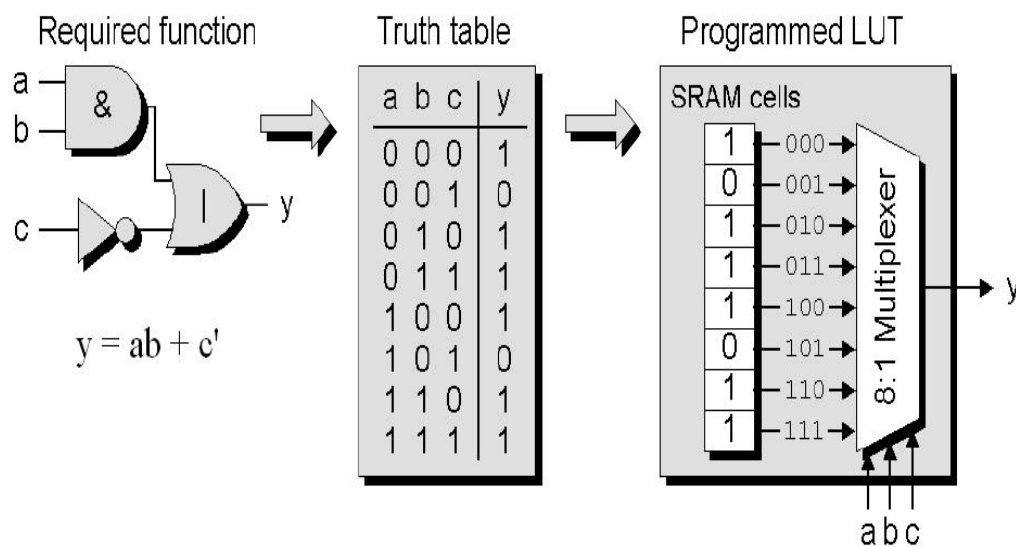 Required function
a
&
b
|
y
c
y = ab + c'
Truth table
a b c y
0 0 0 1
0 0 1 0
0 1 0 1
0 1 1 1
1 0 0 1
1 0 1 0
1 1 0 1
1 1 1 1
Programmed LUT
SRAM cells
1 000
0 001
1 010
1 011
1 100
0 101
1 110
1 111
8:1 Multiplexer
y
a b c